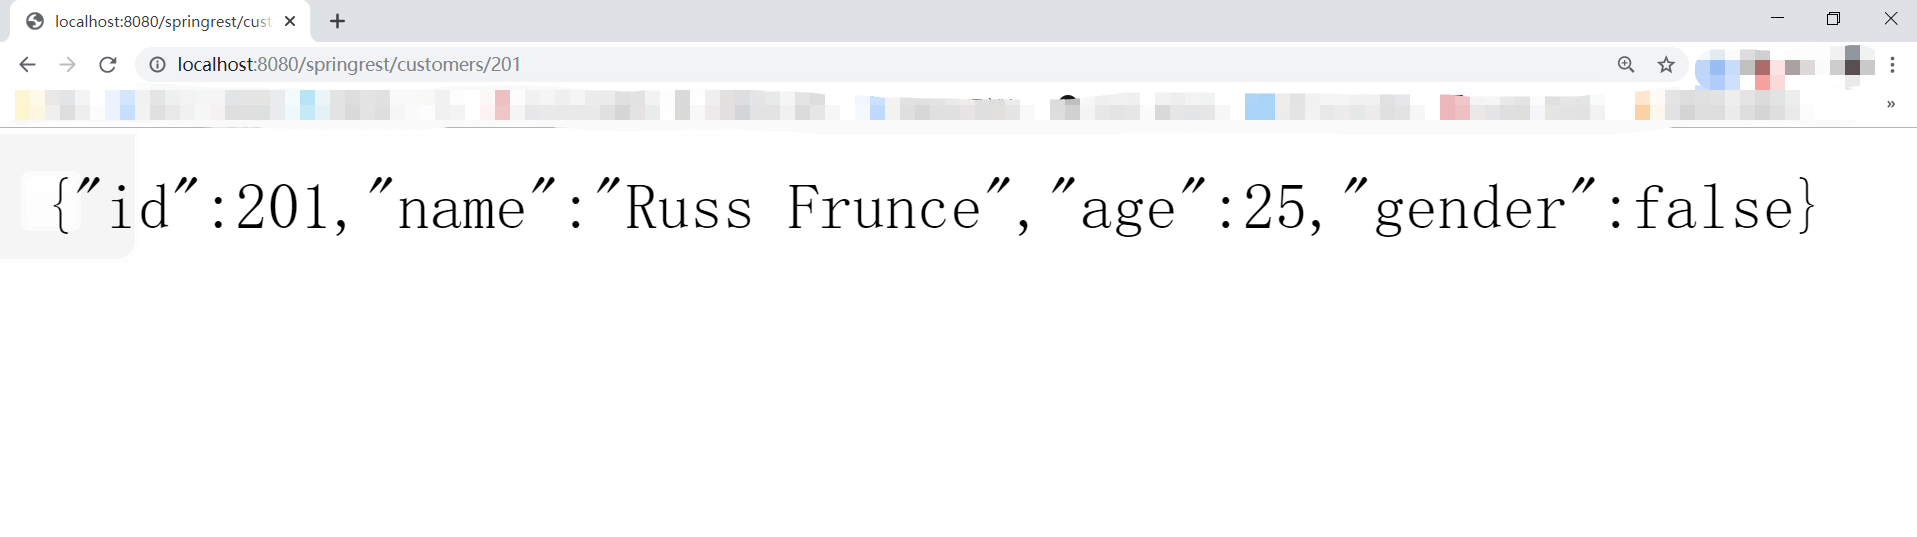 localhost:8080/springrest/cust
localhost:8080/springrest/customers/201
»
{"id":201,"name":"Russ Frunce","age":25,"gender":false}